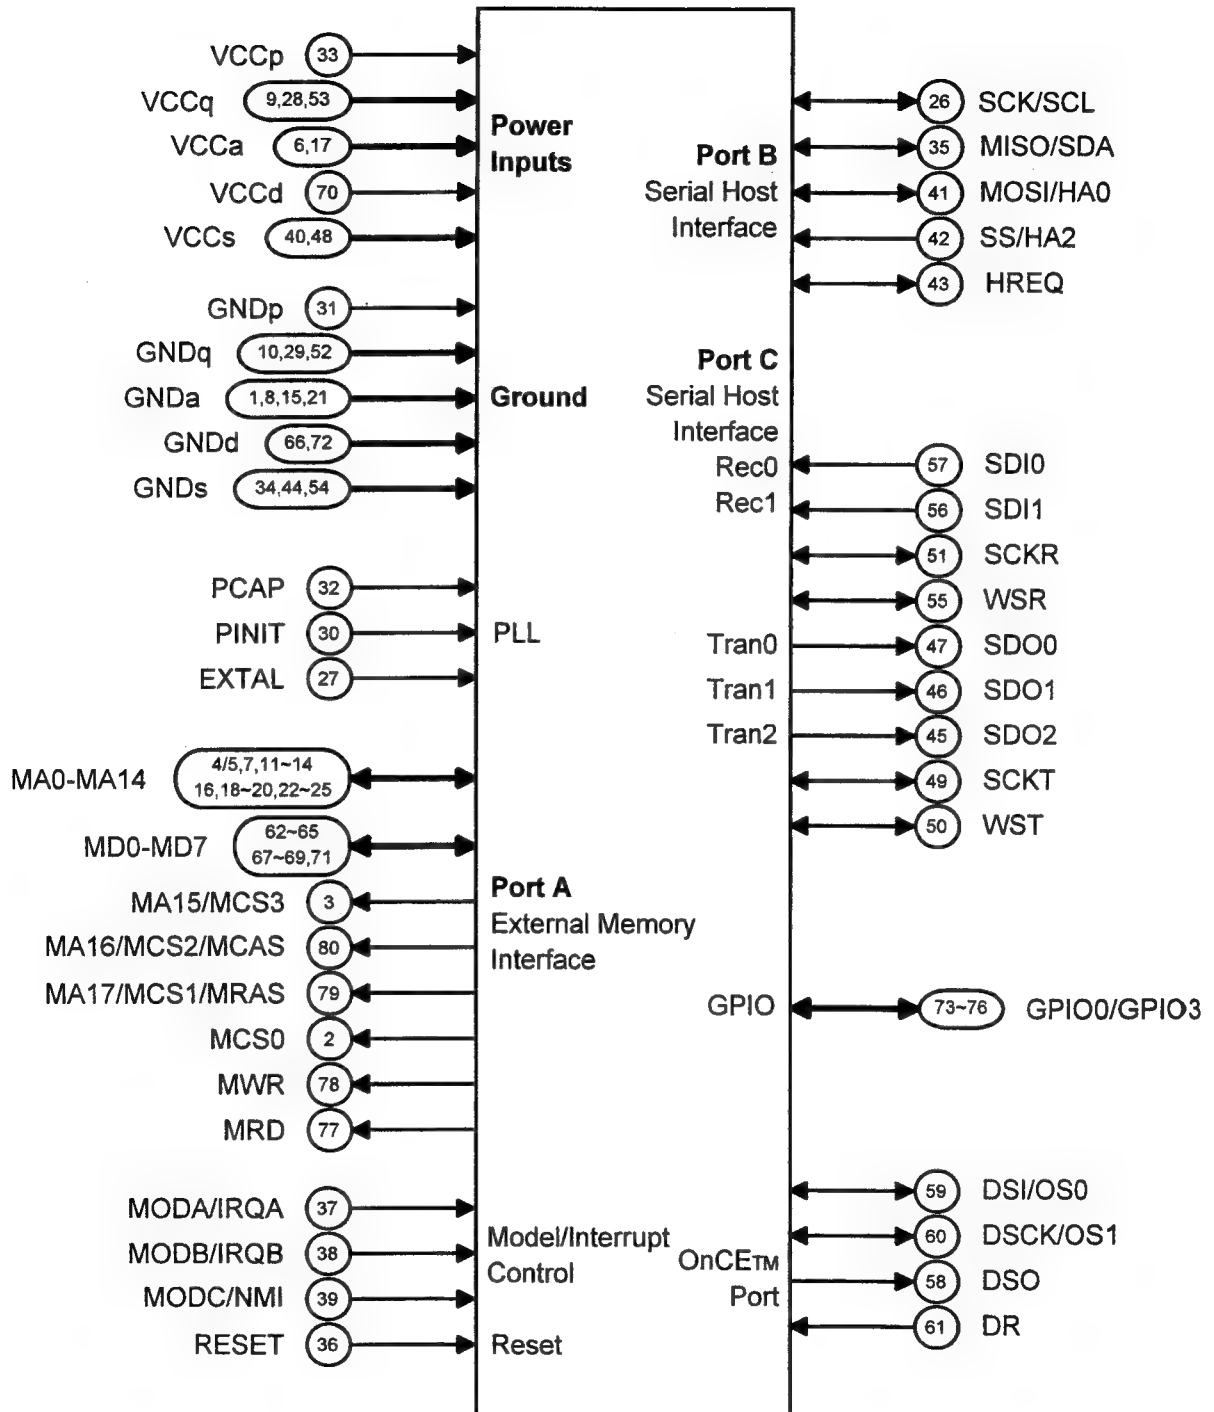 VCCp 33
VCCq 9,28,53
VCCa 6,17
VCCd 70
VCCs 40,48
Power
Inputs
GNDp 31
GNDq 10,29,52
GNDa 1,8,15,21
GNDd 66,72
GNDs 34,44,54
Ground
PCAP 32
PINIT 30
EXTAL 27
PLL
MA0-MA14 4/5,7,11~14
16,18~20,22~25
MD0-MD7 62~65
67~69,71
MA15/MCS3 3
MA16/MCS2/MCAS 80
MA17/MCS1/MRAS 79
MCS0 2
MWR 78
MRD 77
Port A
External Memory
Interface
MODA/IRQA 37
MODB/IRQB 38
MODC/NMI 39
RESET 36
Model/Interrupt
Control
Reset
Port B
Serial Host
Interface
26 SCK/SCL
35 MISO/SDA
41 MOSI/HA0
42 SS/HA2
43 HREQ
Port C
Serial Host
Interface
Rec0 57 SDI0
Rec1 56 SDI1
51 SCKR
55 WSR
Tran0 47 SDO0
Tran1 46 SDO1
Tran2 45 SDO2
49 SCKT
50 WST
GPIO 73~76 GPIO0/GPIO3
OnCETM
Port
59 DSI/OS0
60 DSCK/OS1
58 DSO
61 DR